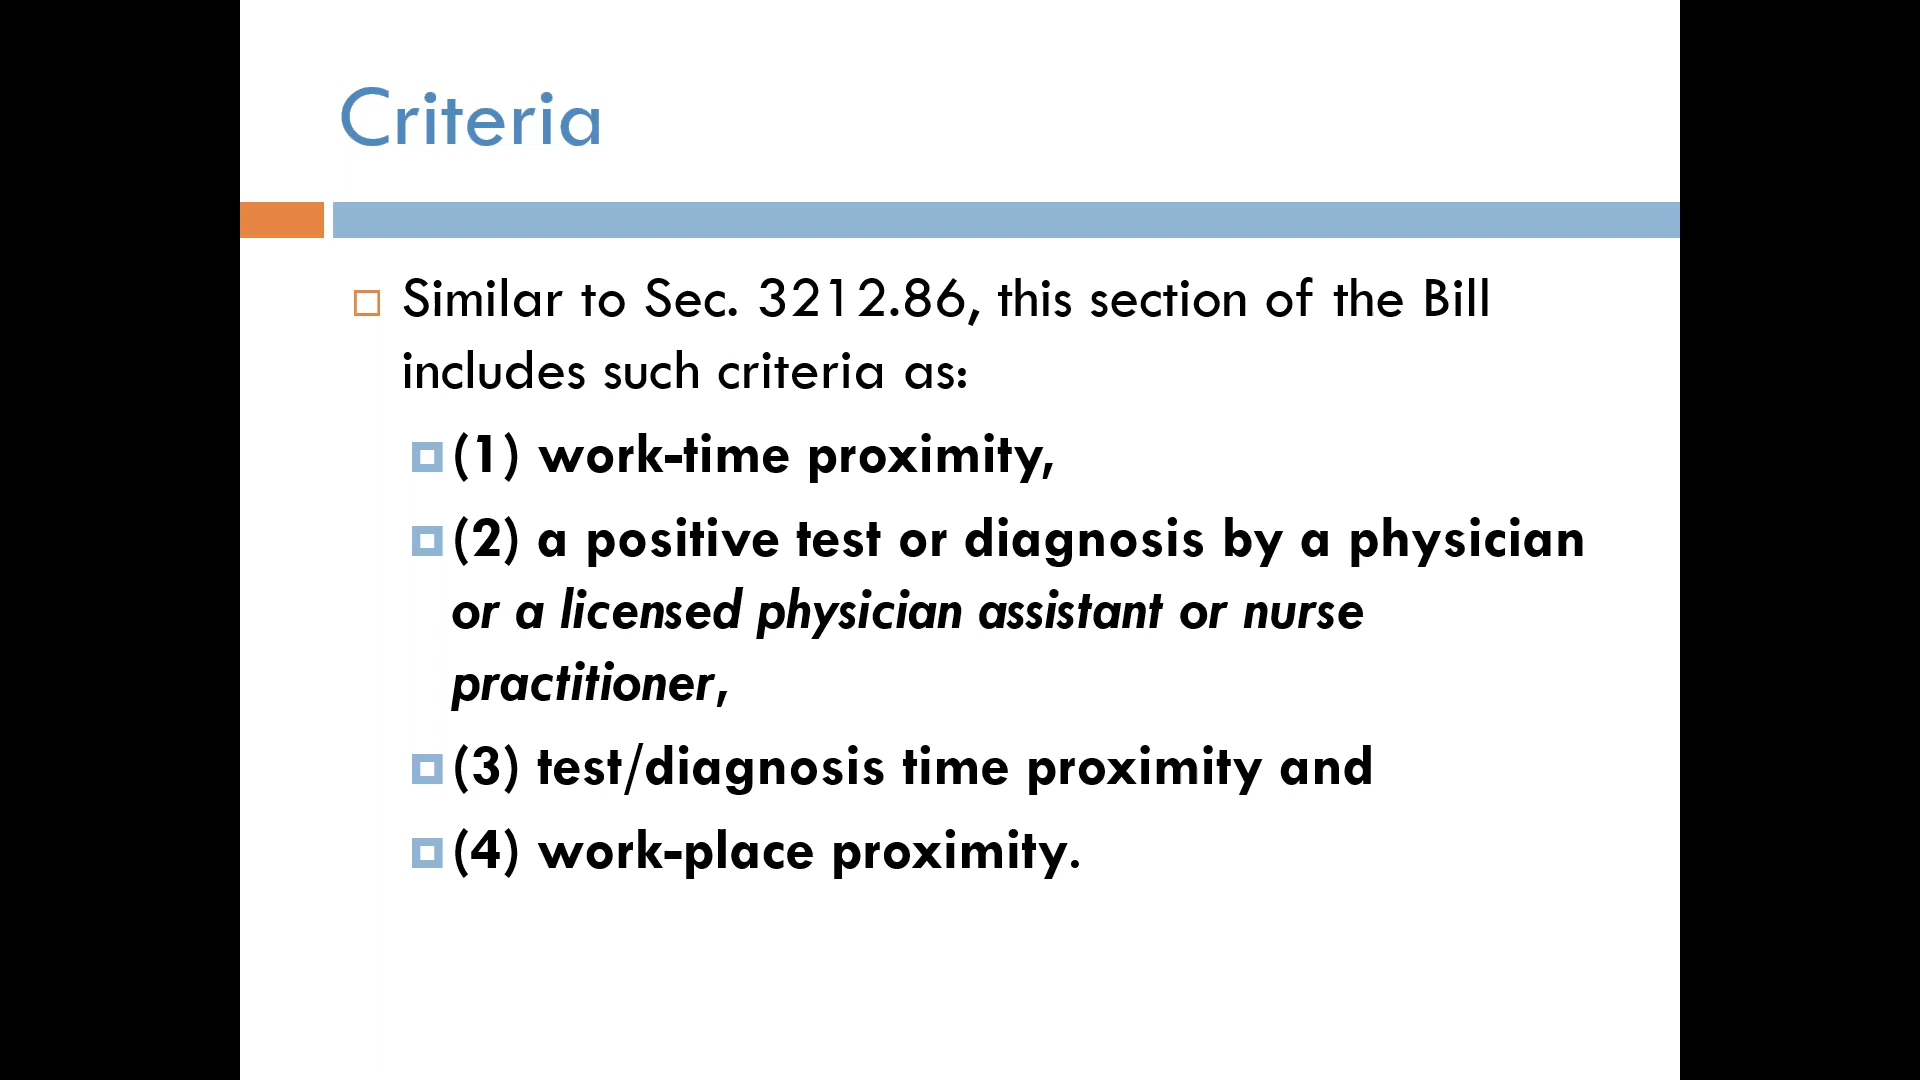 Criteria
Similar to Sec. 3212.86, this section of the Bill
includes such criteria as:
(1) work-time proximity,
(2) a positive test or diagnosis by a physician
or a licensed physician assistant or nurse
practitioner,
(3) test/diagnosis time proximity and
(4) work-place proximity.